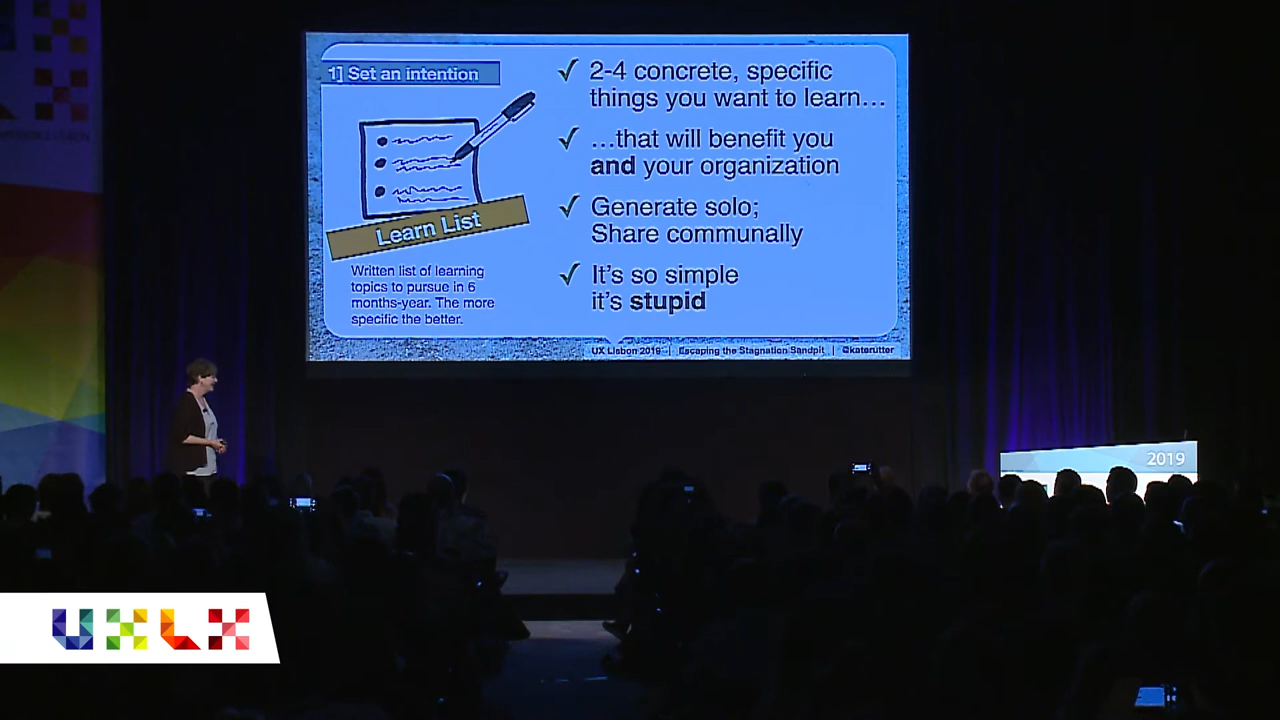 1] Set an intention
Learn List
Written list of learning
topics to pursue in 6
months-year. The more
specific the better.
✓ 2-4 concrete, specific
things you want to learn…
✓ …that will benefit you
and your organization
✓ Generate solo;
Share communally
✓ It’s so simple
it’s stupid
UX Lisbon 2019 | Escaping the Stagnation Sandpit | @katerutter
2019
UXLX